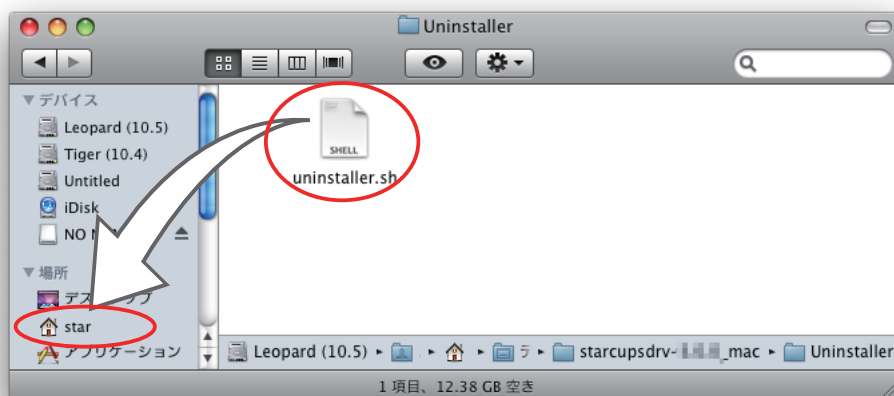 Uninstaller
デバイス
Leopard (10.5)
Tiger (10.4)
Untitled
iDisk
NO
場所
star
アプリケーション
SHELL
uninstaller.sh
Leopard (10.5) ▸ ▸ ▸ ラ ▸ starcupsdrv- _mac ▸ Uninstaller
1 項目、12.38 GB 空き